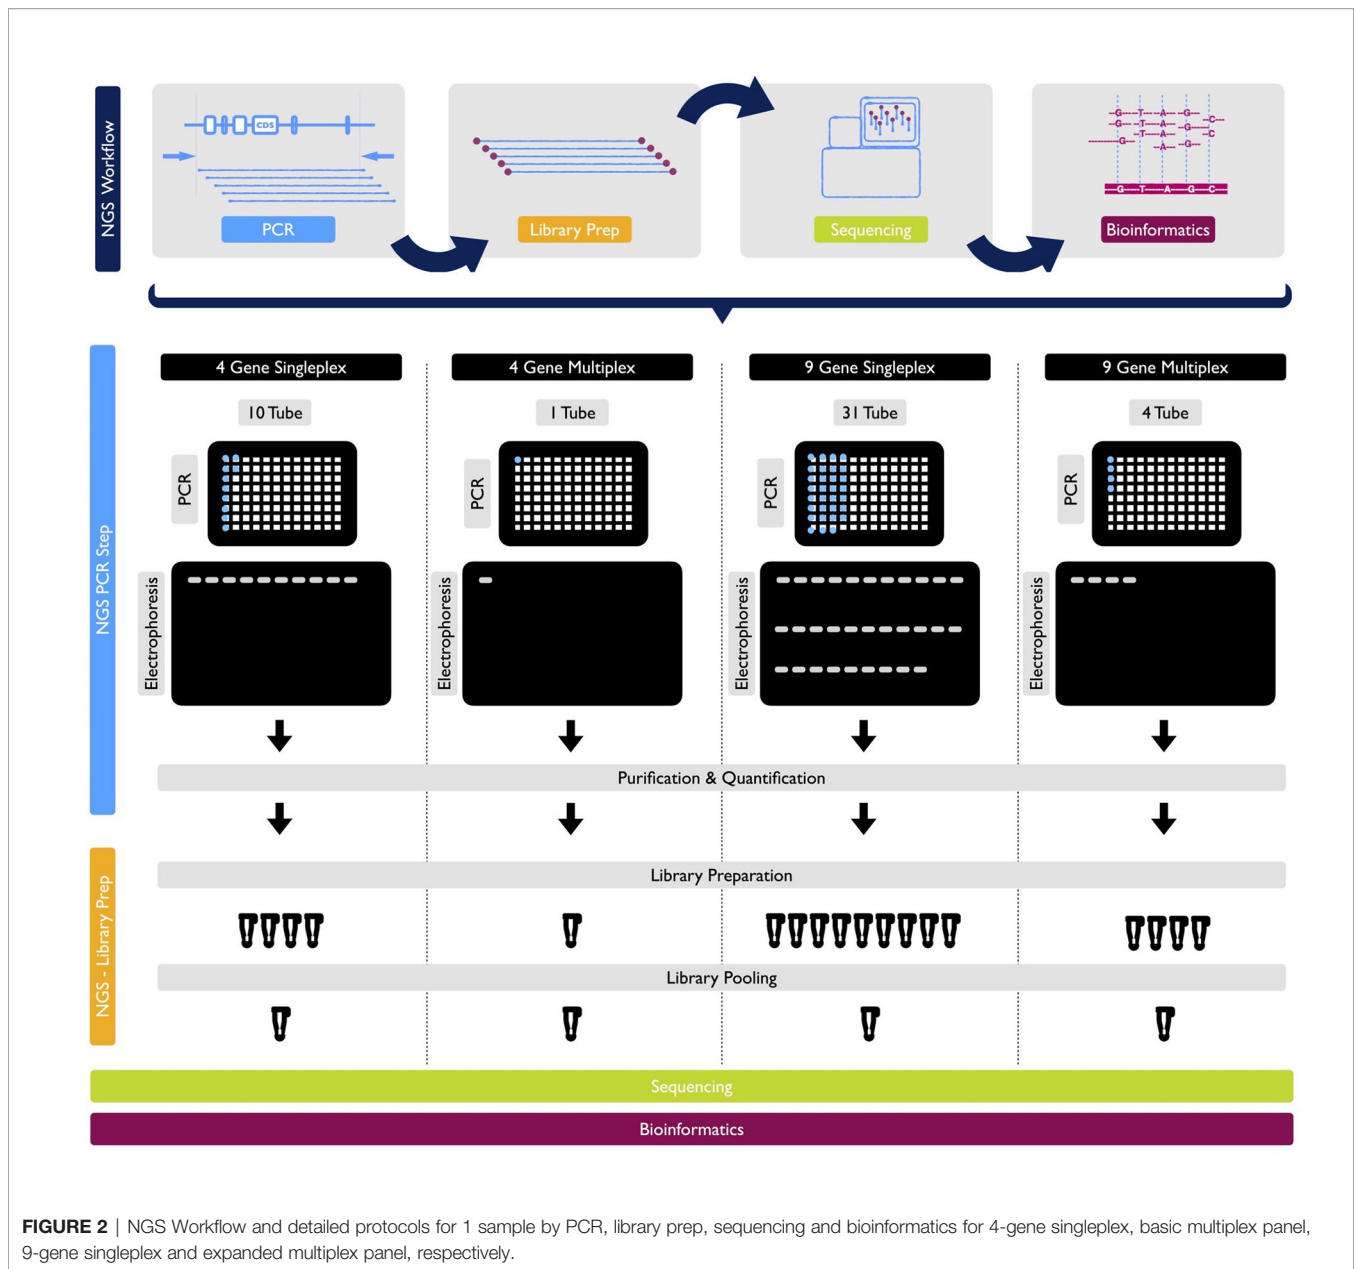 NGS Workflow
CDS
PCR
Library Prep
Sequencing
G T A G
G T A G C
T A C
G A G
G T A G C
Bioinformatics
NGS PCR Step
4 Gene Singleplex
4 Gene Multiplex
9 Gene Singleplex
9 Gene Multiplex
10 Tube
1 Tube
31 Tube
4 Tube
PCR
PCR
PCR
PCR
Electrophoresis
Electrophoresis
Electrophoresis
Electrophoresis
Purification & Quantification
NGS - Library Prep
Library Preparation
Library Pooling
Sequencing
Bioinformatics
FIGURE 2 | NGS Workflow and detailed protocols for 1 sample by PCR, library prep, sequencing and bioinformatics for 4-gene singleplex, basic multiplex panel,
9-gene singleplex and expanded multiplex panel, respectively.